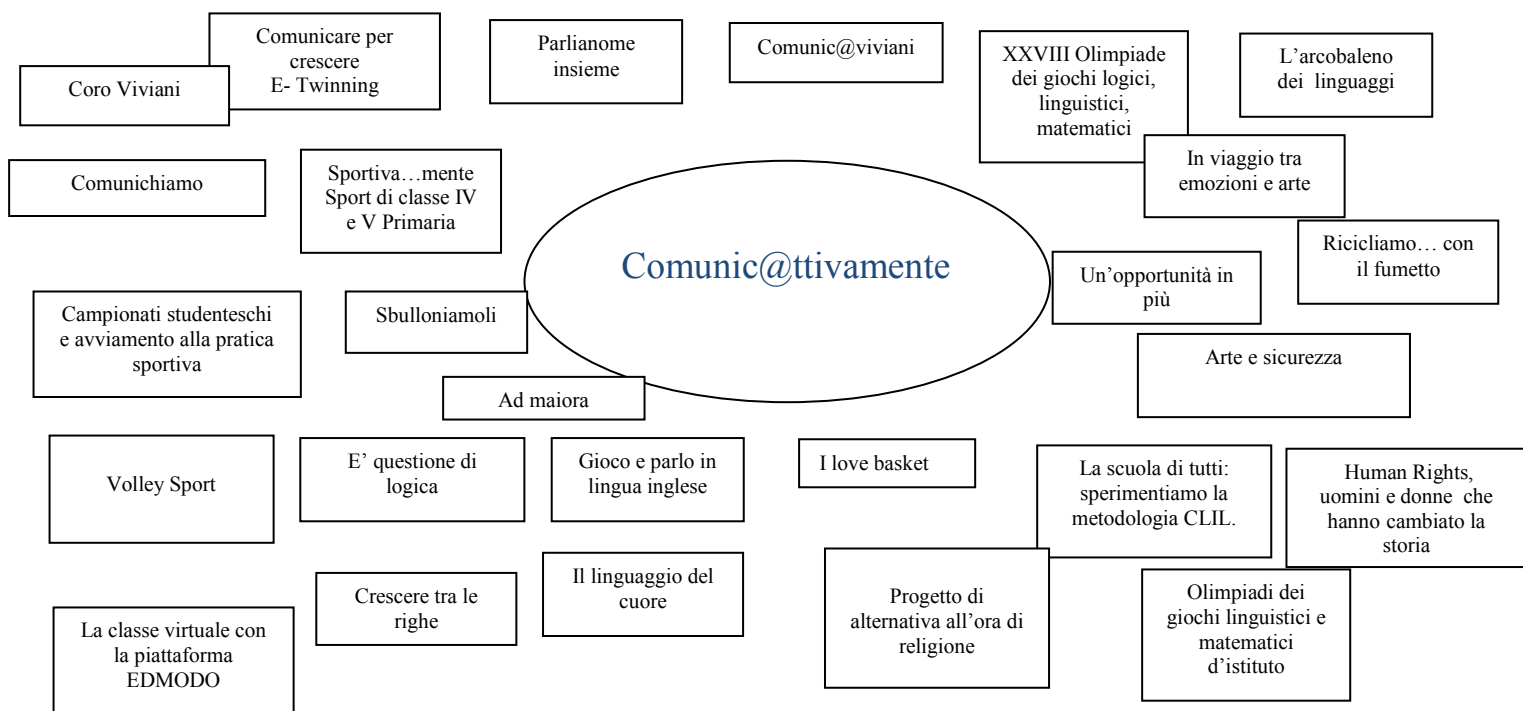 Comunicare per
crescere
E- Twinning
Parlianome
insieme
Comunic@viviani
XXVIII Olimpiade
dei giochi logici,
linguistici,
matematici
L’arcobaleno
dei linguaggi
Coro Viviani
Comunichiamo
Sportiva…mente
Sport di classe IV
e V Primaria
In viaggio tra
emozioni e arte
Comunic@ttivamente
Ricicliamo… con
il fumetto
Un’opportunità in
più
Campionati studenteschi
e avviamento alla pratica
sportiva
Sbulloniamoli
Arte e sicurezza
Ad maiora
Volley Sport
E’ questione di
logica
Gioco e parlo in
lingua inglese
I love basket
La scuola di tutti:
sperimentiamo la
metodologia CLIL.
Human Rights,
uomini e donne che
hanno cambiato la
storia
La classe virtuale con
la piattaforma
EDMODO
Crescere tra le
righe
Il linguaggio del
cuore
Progetto di
alternativa all’ora di
religione
Olimpiadi dei
giochi linguistici e
matematici
d’istituto